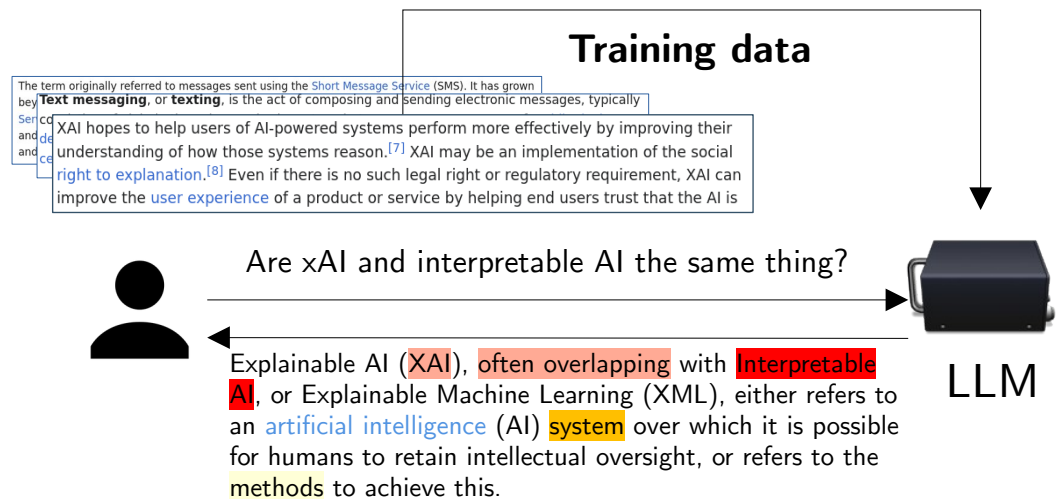 Training data
The term originally referred to messages sent using the Short Message Service (SMS). It has grown
bey
Text messaging, or texting, is the act of composing and sending electronic messages, typically
Ser
co
and
de
and
ce
XAI hopes to help users of AI-powered systems perform more effectively by improving their
understanding of how those systems reason.[7] XAI may be an implementation of the social
right to explanation.[8] Even if there is no such legal right or regulatory requirement, XAI can
improve the user experience of a product or service by helping end users trust that the AI is
Are xAI and interpretable AI the same thing?
Explainable AI (XAI), often overlapping with Interpretable
AI, or Explainable Machine Learning (XML), either refers to
an artificial intelligence (AI) system over which it is possible
for humans to retain intellectual oversight, or refers to the
methods to achieve this.
LLM